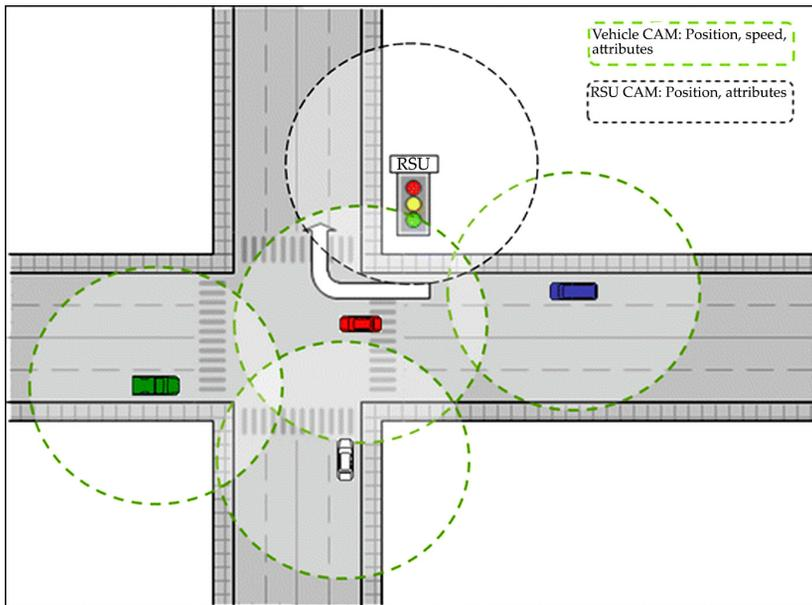 Vehicle CAM: Position, speed,
attributes
RSU CAM: Position, attributes
RSU